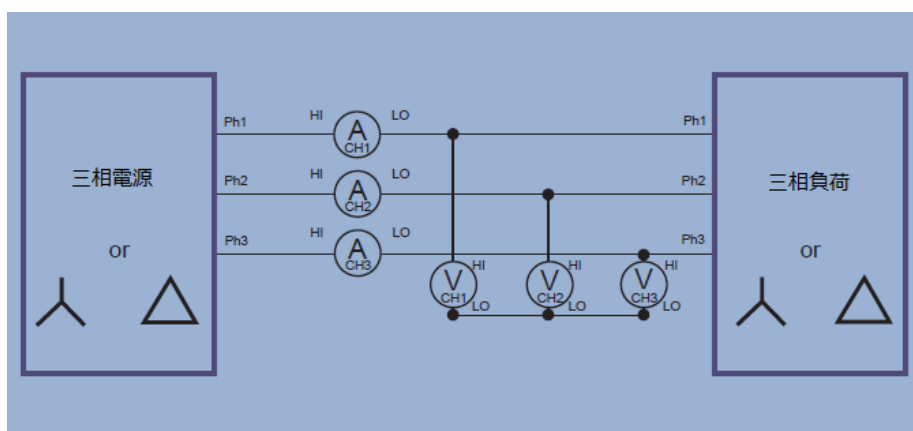 Ph1 HI A LO Ph1
CH1
三相電源 Ph2 HI A LO Ph2 三相負荷
CH2
or Ph3 HI A LO Ph3 or
CH3
V HI V HI V HI
CH1 CH2 CH3
LO LO LO